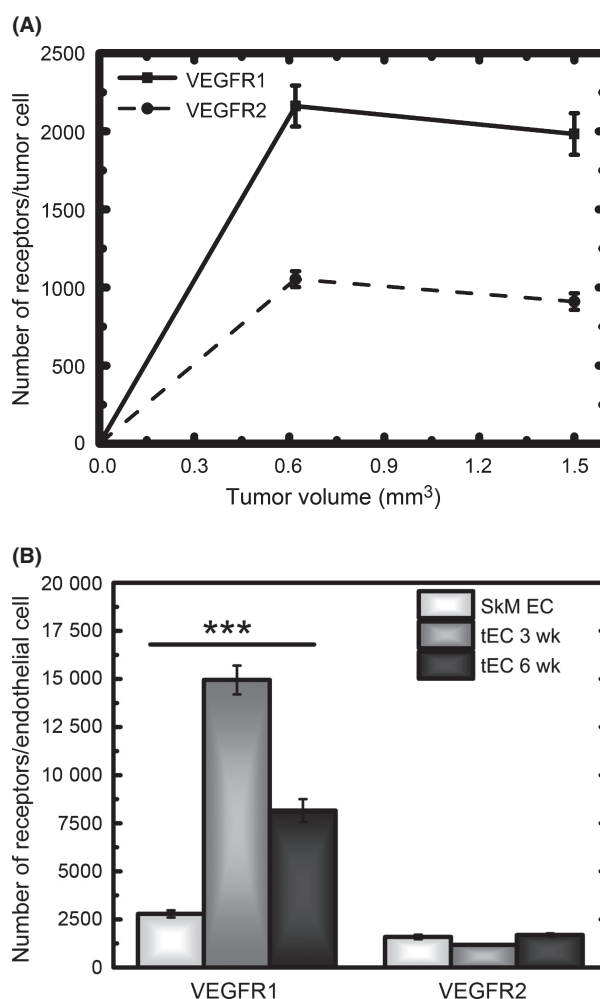 (A)
Number of receptors/tumor cell
2500
2000
1500
1000
500
0
VEGFR1
VEGFR2
0.0 0.3 0.6 0.9 1.2 1.5
Tumor volume (mm³)
(B)
Number of receptors/endothelial cell
20 000
17 500
15 000
12 500
10 000
7500
5000
2500
0
***
SkM EC
tEC 3 wk
tEC 6 wk
VEGFR1 VEGFR2